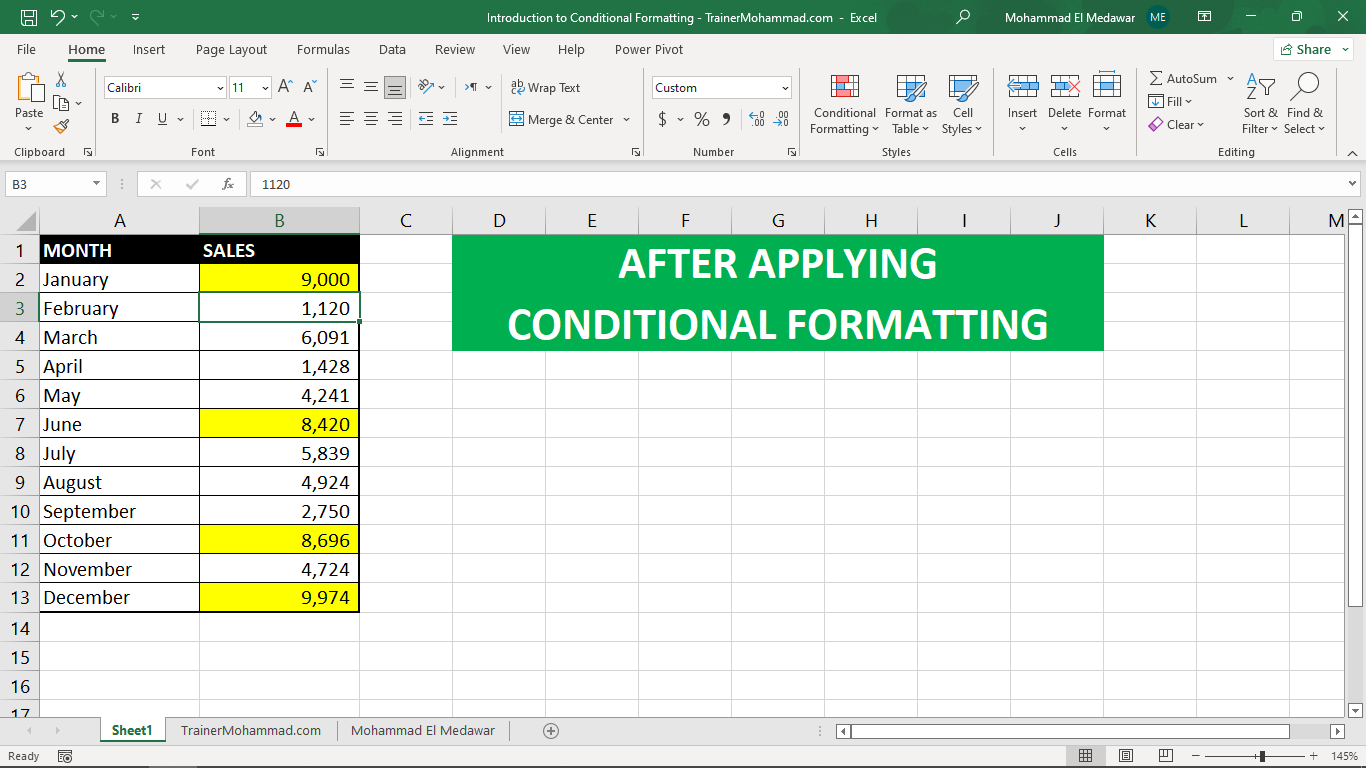 Introduction to Conditional Formatting - TrainerMohammad.com - Excel
Mohammad El Medawar ME
File Home Insert Page Layout Formulas Data Review View Help Power Pivot Share
Paste
Clipboard
Calibri 11
B I U A
Font
Wrap Text
Merge & Center
Alignment
Custom
$ % 9
Number
Conditional Formatting
Format as Table
Cell Styles
Styles
Insert Delete Format
Cells
AutoSum
Fill
Clear
Sort & Filter
Find & Select
Editing
B3 fx 1120
A B C D E F G H I J K L M
1 MONTH SALES
2 January 9,000
3 February 1,120
4 March 6,091
5 April 1,428
6 May 4,241
7 June 8,420
8 July 5,839
9 August 4,924
10 September 2,750
11 October 8,696
12 November 4,724
13 December 9,974
14
15
16
17
AFTER APPLYING
CONDITIONAL FORMATTING
Sheet1 TrainerMohammad.com Mohammad El Medawar
Ready 145%